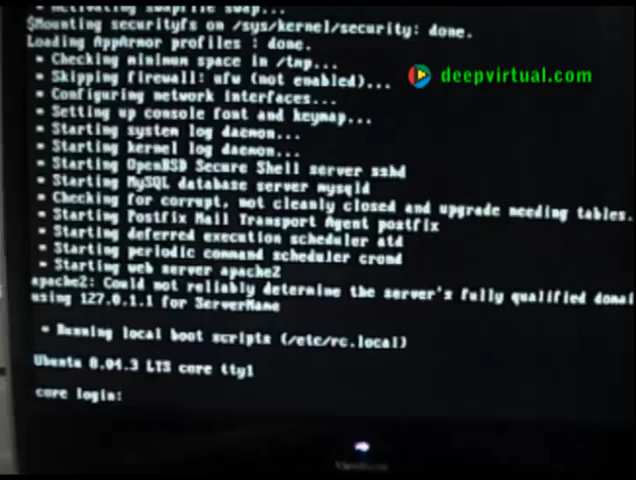 * Activating swapfile swap...
$Mounting securityfs on /sys/kernel/security: done.
Loading AppArmor profiles : done.
* Checking minimum space in /tmp...
* Skipping firewall: ufw (not enabled)...
deepvirtual.com
* Configuring network interfaces...
* Setting up console font and keymap...
* Starting system log daemon...
* Starting kernel log daemon...
* Starting OpenBSD Secure Shell server sshd
* Starting MySQL database server mysqld
* Checking for corrupt, not cleanly closed and upgrade needing tables.
* Starting Postfix Mail Transport Agent postfix
* Starting deferred execution scheduler atd
* Starting periodic command scheduler crond
* Starting web server apache2
apache2: Could not reliably determine the server's fully qualified domai
using 127.0.1.1 for ServerName
* Running local boot scripts (/etc/rc.local)
Ubuntu 8.04.3 LTS core tty1
core login: